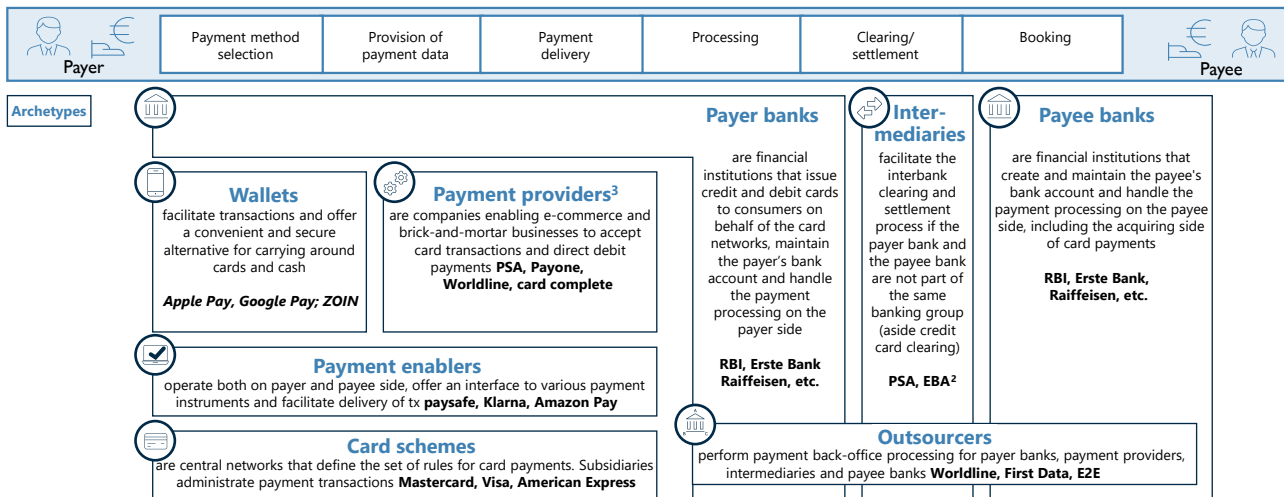 Payer
Payment method
selection
Provision of
payment data
Payment
delivery
Processing
Clearing/
settlement
Booking
Payee
Archetypes
Payer banks
are financial
institutions that issue
credit and debit cards
to consumers on
behalf of the card
networks, maintain
the payer's bank
account and handle
the payment
processing on the
payer side
RBI, Erste Bank
Raiffeisen, etc.
Inter-
mediaries
facilitate the
interbank
clearing and
settlement
process if the
payer bank and
the payee bank
are not part of
the same
banking group
(aside credit
card clearing)
PSA, EBA²
Payee banks
are financial institutions that
create and maintain the payee's
bank account and handle the
payment processing on the payee
side, including the acquiring side
of card payments
RBI, Erste Bank,
Raiffeisen, etc.
Wallets
facilitate transactions and offer
a convenient and secure
alternative for carrying around
cards and cash
Apple Pay, Google Pay; ZOIN
Payment providers³
are companies enabling e-commerce and
brick-and-mortar businesses to accept
card transactions and direct debit
payments PSA, Payone,
Worldline, card complete
Payment enablers
operate both on payer and payee side, offer an interface to various payment
instruments and facilitate delivery of tx paysafe, Klarna, Amazon Pay
Card schemes
are central networks that define the set of rules for card payments. Subsidiaries
administrate payment transactions Mastercard, Visa, American Express
A
B
C
Outsourcers
perform payment back-office processing for payer banks, payment providers,
intermediaries and payee banks Worldline, First Data, E2E